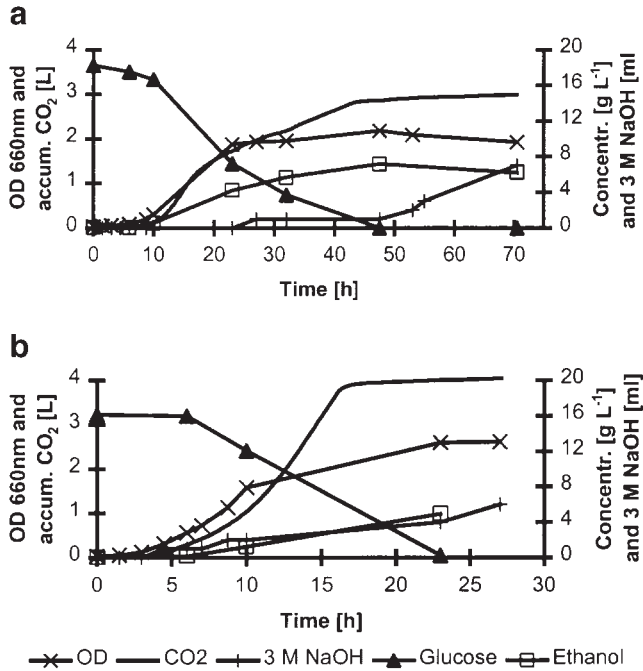 a
OD 660nm and
accum. CO2 [L]
4
3
2
1
0
20
16
12
8
4
0
Concentr. [g L-1]
and 3 M NaOH [ml
0 10 20 30 40 50 60 70 80
Time [h]
b
OD 660nm and
accum. CO2 [L]
4
3
2
1
0
20
16
12
8
4
0
Concentr. [g L-1]
and 3 M NaOH [ml
0 5 10 15 20 25 30
Time [h]
OD CO2 3 M NaOH Glucose Ethanol